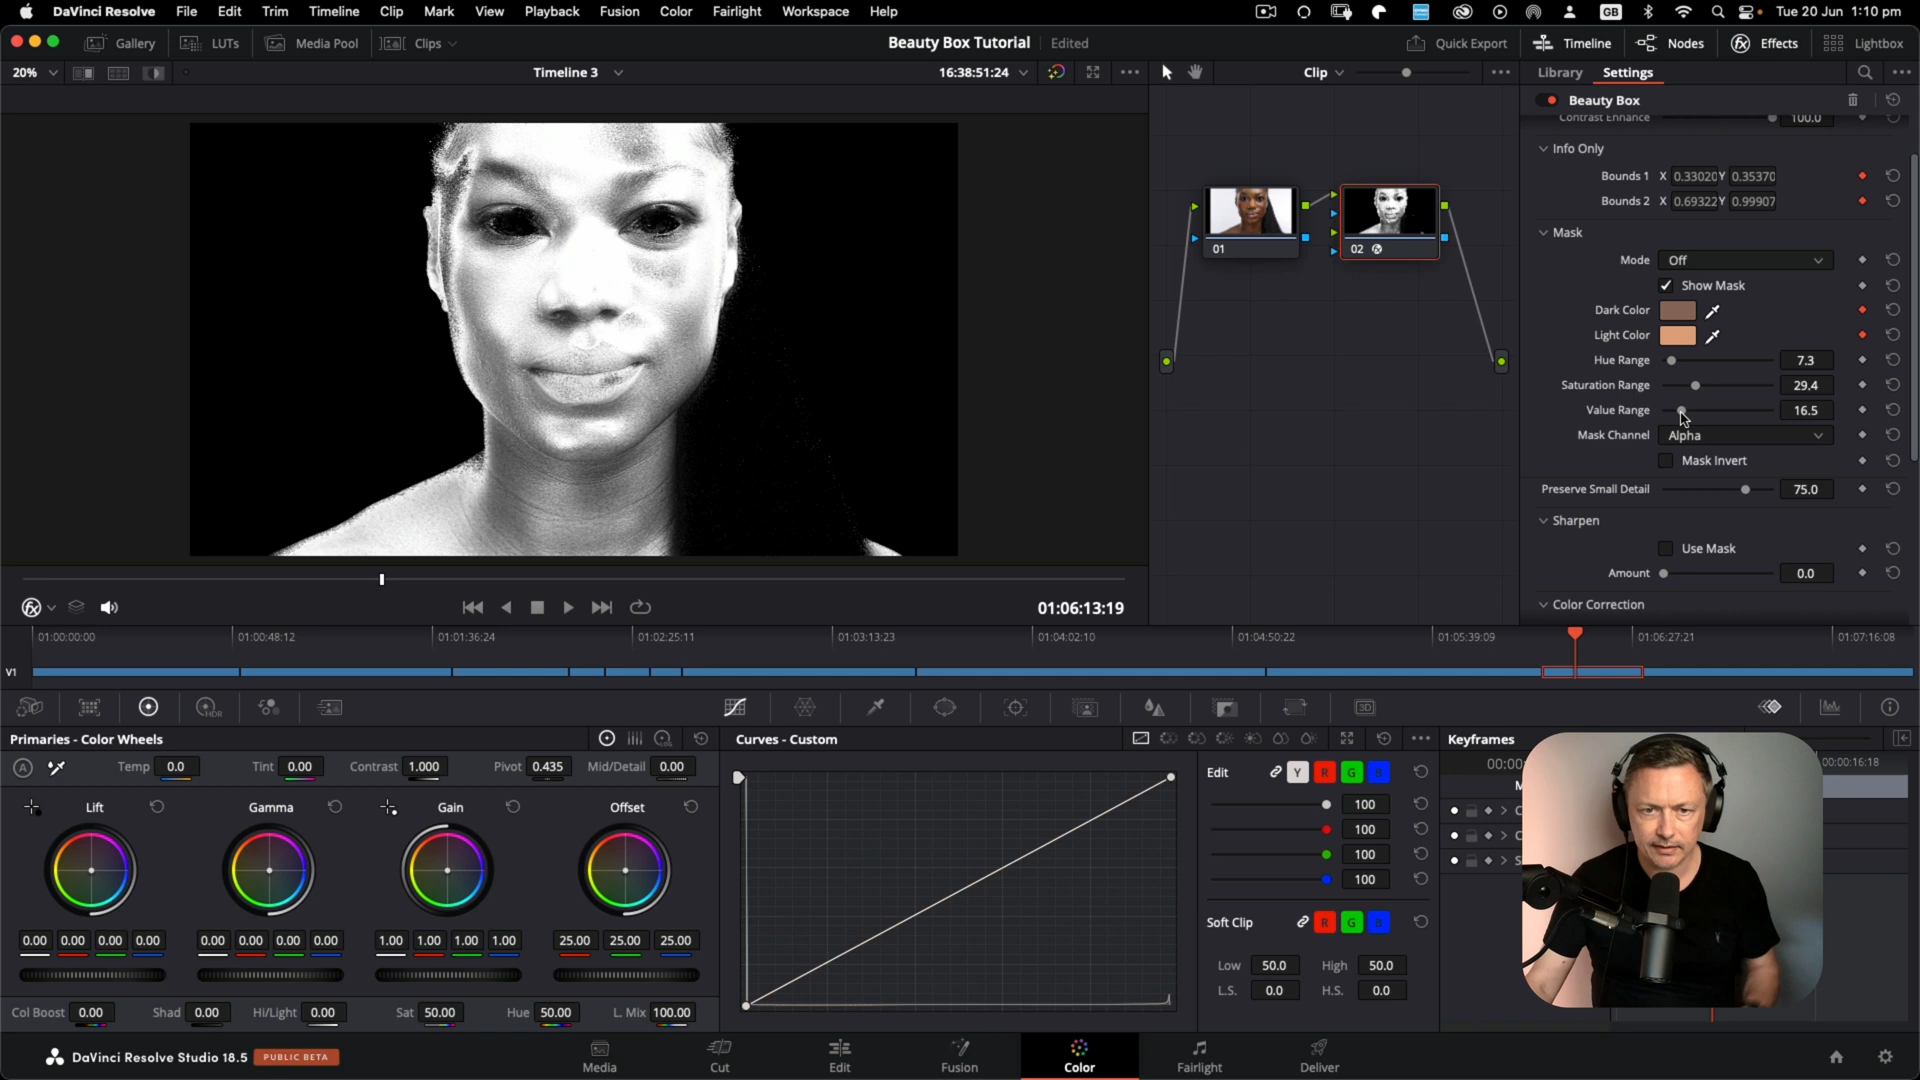 DaVinci Resolve File Edit Trim Timeline Clip Mark View Playback Fusion Color Fairlight Workspace Help GB Tue 20 Jun 1:10 pm
Gallery LUTs Media Pool Clips Beauty Box Tutorial Edited Quick Export Timeline Nodes Effects Lightbox
20% Timeline 3 16:38:51:24 Clip Library Settings
Beauty Box
Contrast Enhance 100.0
Info Only
Bounds 1 X 0.33020 Y 0.35370
Bounds 2 X 0.69322 Y 0.99907
Mask
Mode Off
Show Mask
Dark Color
Light Color
Hue Range 7.3
Saturation Range 29.4
Value Range 16.5
Mask Channel Alpha
Mask Invert
Preserve Small Detail 75.0
Sharpen
Use Mask
Amount 0.0
Color Correction
01
02
01:06:13:19
01:00:00:00 01:00:48:12 01:01:36:24 01:02:25:11 01:03:13:23 01:04:02:10 01:04:50:22 01:05:39:09 01:06:27:21 01:07:16:08
V1
HDR 3D
Primaries - Color Wheels LOG Curves - Custom Keyframes
A Temp 0.0 Tint 0.00 Contrast 1.000 Pivot 0.435 Mid/Detail 0.00
Edit Y R G B
00:00 00:00:16:18
Lift Gamma Gain Offset
100
100
100
100
Soft Clip R G B
0.00 0.00 0.00 0.00 0.00 0.00 0.00 0.00 1.00 1.00 1.00 1.00 25.00 25.00 25.00
Low 50.0 High 50.0
L.S. 0.0 H.S. 0.0
Col Boost 0.00 Shad 0.00 Hi/Light 0.00 Sat 50.00 Hue 50.00 L. Mix 100.00
DaVinci Resolve Studio 18.5 PUBLIC BETA Media Cut Edit Fusion Color Fairlight Deliver